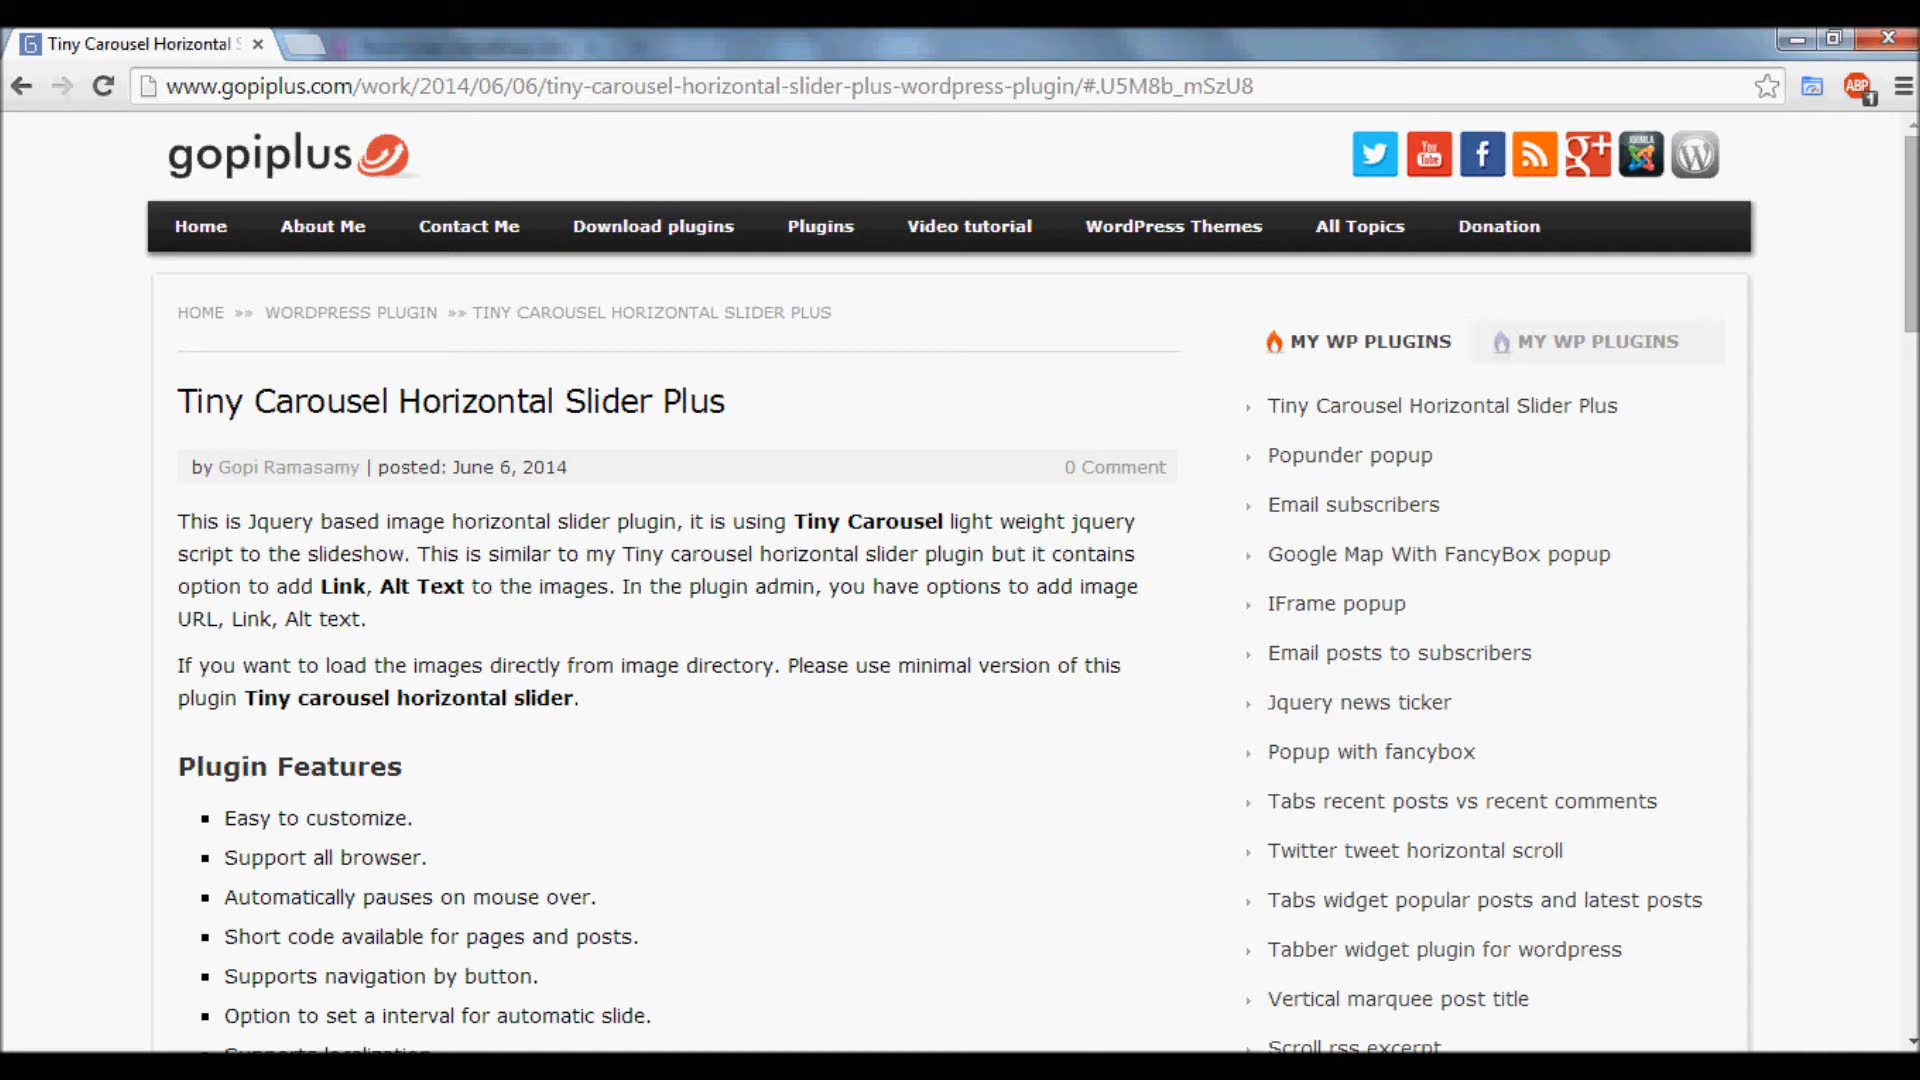 Tiny Carousel Horizontal S
www.gopiplus.com/work/2014/06/06/tiny-carousel-horizontal-slider-plus-wordpress-plugin/#.U5M8b_mSzU8
ABP
1
gopiplus
You Tube
g+
Home About Me Contact Me Download plugins Plugins Video tutorial WordPress Themes All Topics Donation
HOME »» WORDPRESS PLUGIN »» TINY CAROUSEL HORIZONTAL SLIDER PLUS
Tiny Carousel Horizontal Slider Plus
by Gopi Ramasamy | posted: June 6, 2014 0 Comment
This is Jquery based image horizontal slider plugin, it is using Tiny Carousel light weight jquery
script to the slideshow. This is similar to my Tiny carousel horizontal slider plugin but it contains
option to add Link, Alt Text to the images. In the plugin admin, you have options to add image
URL, Link, Alt text.
If you want to load the images directly from image directory. Please use minimal version of this
plugin Tiny carousel horizontal slider.
Plugin Features
Easy to customize.
Support all browser.
Automatically pauses on mouse over.
Short code available for pages and posts.
Supports navigation by button.
Option to set a interval for automatic slide.
Supports localization
MY WP PLUGINS MY WP PLUGINS
Tiny Carousel Horizontal Slider Plus
Popunder popup
Email subscribers
Google Map With FancyBox popup
IFrame popup
Email posts to subscribers
Jquery news ticker
Popup with fancybox
Tabs recent posts vs recent comments
Twitter tweet horizontal scroll
Tabs widget popular posts and latest posts
Tabber widget plugin for wordpress
Vertical marquee post title
Scroll rss excerpt